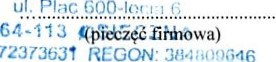 ul. Plac 600-lecia 6
64-113
(pieczęć firmowa)
72373631 REGON: 384809646